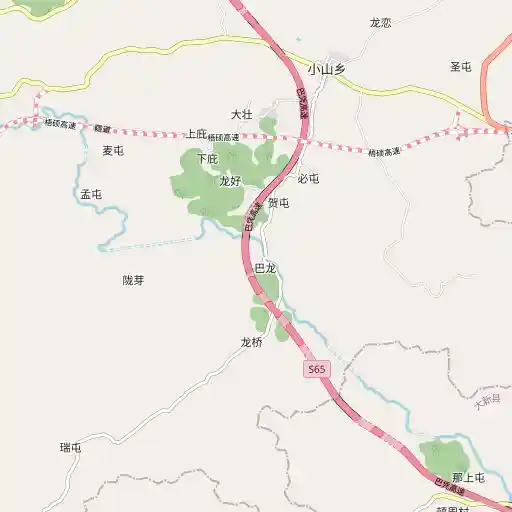 龙恋
小山乡
圣屯
巴凭高速
大壮
梧硕高速
隧道
上庇
梧硕高速
梧硕高速
麦屯
下庇
龙好
必屯
孟屯
贺屯
巴凭高速
巴龙
陇芽
龙桥
S65
大新县
瑞屯
那上屯
巴凭高速